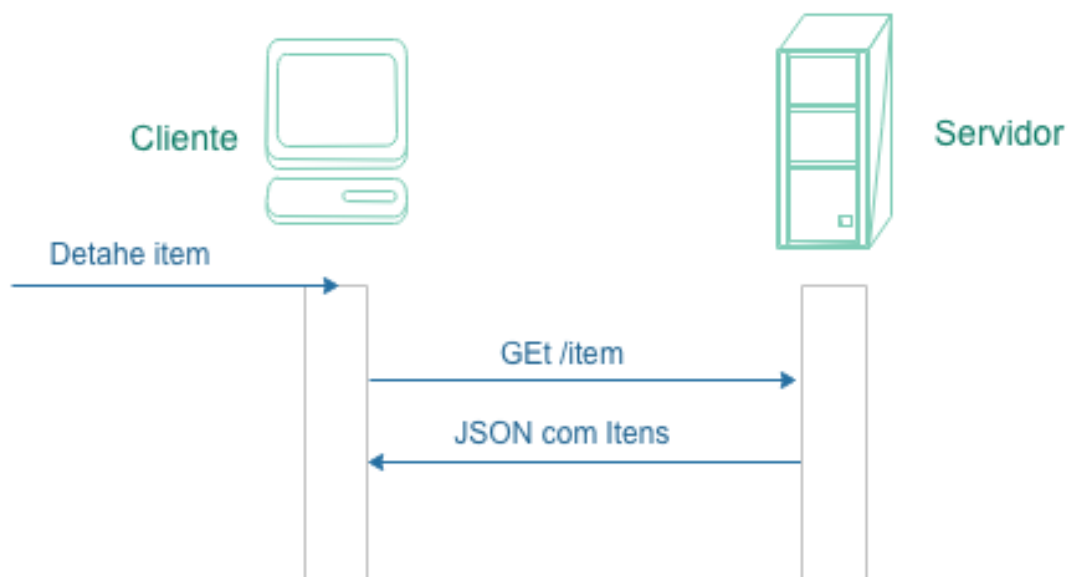 Cliente
Servidor
Detahe item
GEt /item
JSON com Itens